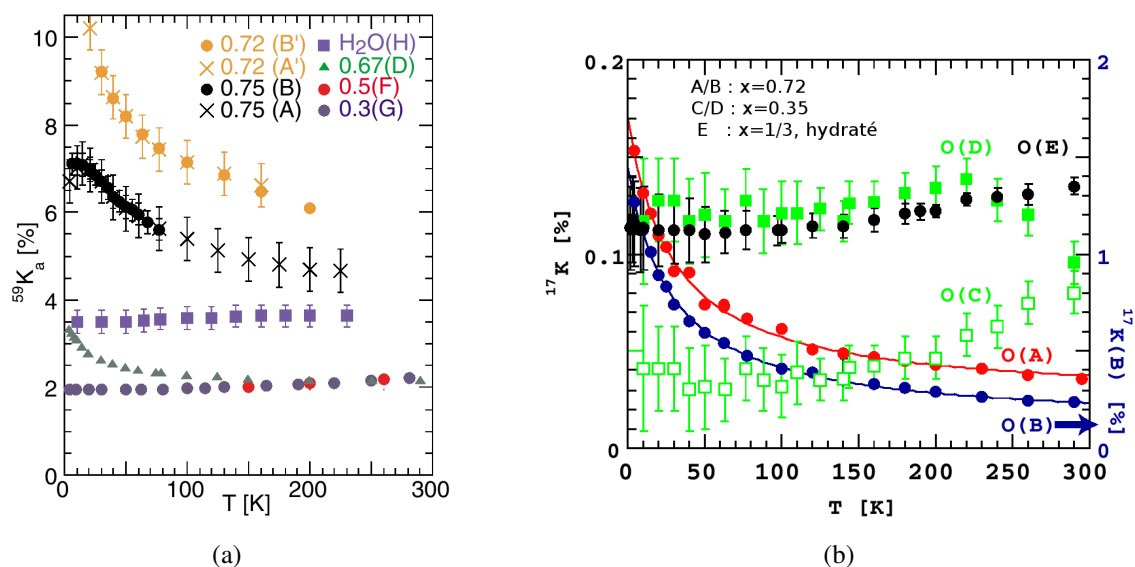 10
8
6
4
2
0
0
100
200
300
T [K]
⁵⁹Kₐ [%]
0.72 (B')
0.72 (A')
0.75 (B)
0.75 (A)
H₂O(H)
0.67(D)
0.5(F)
0.3(G)
(a)
0.2
0.1
0
¹⁷K [%]
0
50
100
150
200
250
300
T [K]
2
1
0
¹⁷K(B) [%]
A/B : x=0.72
C/D : x=0.35
E : x=1/3, hydraté
O(D)
O(E)
O(C)
O(A)
O(B)
(b)